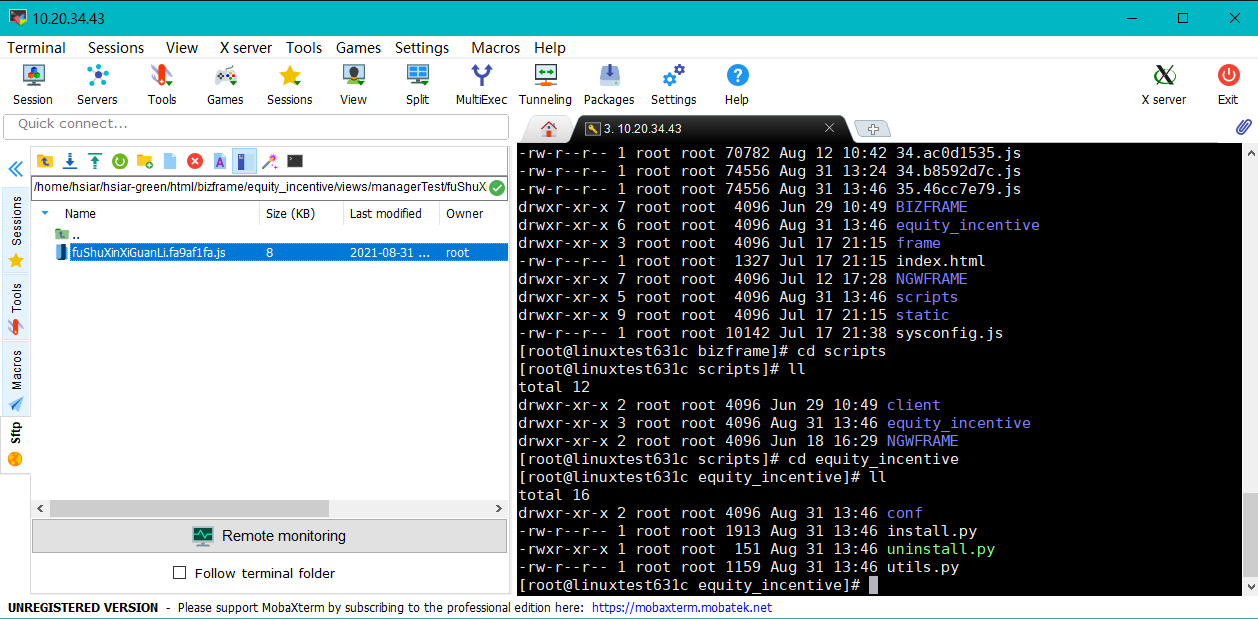 10.20.34.43
Terminal Sessions View X server Tools Games Settings Macros Help
Session Servers Tools Games Sessions View Split MultiExec Tunneling Packages Settings Help X server Exit
Quick connect...
3. 10.20.34.43
Sessions
Tools
Macros
Sftp
/home/hsiar/hsiar-green/html/bizframe/equity_incentive/views/managerTest/fuShuX
Name Size (KB) Last modified Owner
..
fuShuXinXiGuanLi.fa9af1fa.js 8 2021-08-31 ... root
Remote monitoring
Follow terminal folder
-rw-r--r-- 1 root root 70782 Aug 12 10:42 34.ac0d1535.js
-rw-r--r-- 1 root root 74556 Aug 31 13:24 34.b8592d7c.js
-rw-r--r-- 1 root root 74556 Aug 31 13:46 35.46cc7e79.js
drwxr-xr-x 7 root root  4096 Jun 29 10:49 BIZFRAME
drwxr-xr-x 6 root root  4096 Aug 31 13:46 equity_incentive
drwxr-xr-x 3 root root  4096 Jul 17 21:15 frame
-rw-r--r-- 1 root root  1327 Jul 17 21:15 index.html
drwxr-xr-x 7 root root  4096 Jul 12 17:28 NGWFRAME
drwxr-xr-x 5 root root  4096 Aug 31 13:46 scripts
drwxr-xr-x 9 root root  4096 Jul 17 21:15 static
-rw-r--r-- 1 root root 10142 Jul 17 21:38 sysconfig.js
[root@linuxtest631c bizframe]# cd scripts
[root@linuxtest631c scripts]# ll
total 12
drwxr-xr-x 2 root root 4096 Jun 29 10:49 client
drwxr-xr-x 3 root root 4096 Aug 31 13:46 equity_incentive
drwxr-xr-x 2 root root 4096 Jun 18 16:29 NGWFRAME
[root@linuxtest631c scripts]# cd equity_incentive
[root@linuxtest631c equity_incentive]# ll
total 16
drwxr-xr-x 2 root root 4096 Aug 31 13:46 conf
-rw-r--r-- 1 root root 1913 Aug 31 13:46 install.py
-rwxr-xr-x 1 root root  151 Aug 31 13:46 uninstall.py
-rw-r--r-- 1 root root 1159 Aug 31 13:46 utils.py
[root@linuxtest631c equity_incentive]#
UNREGISTERED VERSION - Please support MobaXterm by subscribing to the professional edition here: https://mobaxterm.mobatek.net